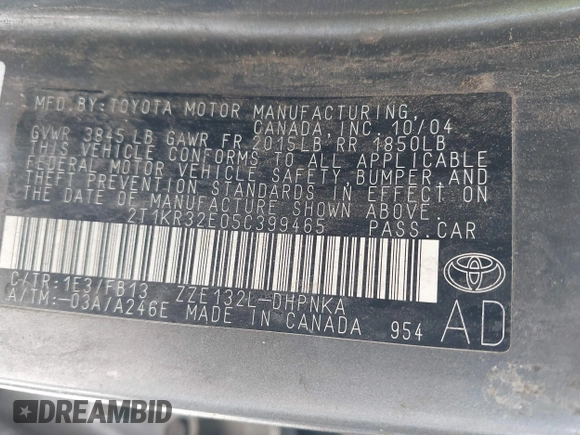 MFD.BY:TOYOTA MOTOR MANUFACTURING,
CANADA,INC. 10/04
GVWR 3845 LB GAWR FR 2015LB RR 1850LB
THIS VEHICLE CONFORMS TO ALL APPLICABLE
FEDERAL MOTOR VEHICLE SAFETY, BUMPER AND
THEFT PREVENTION STANDARDS IN EFFECT ON
THE DATE OF MANUFACTURE SHOWN ABOVE.
2T1KR32E05C399465 PASS.CAR
C/TR:1E3/FB13 ZZE132L-DHPNKA
A/TM:-03A/A246E MADE IN CANADA 954
AD
DREAMBID